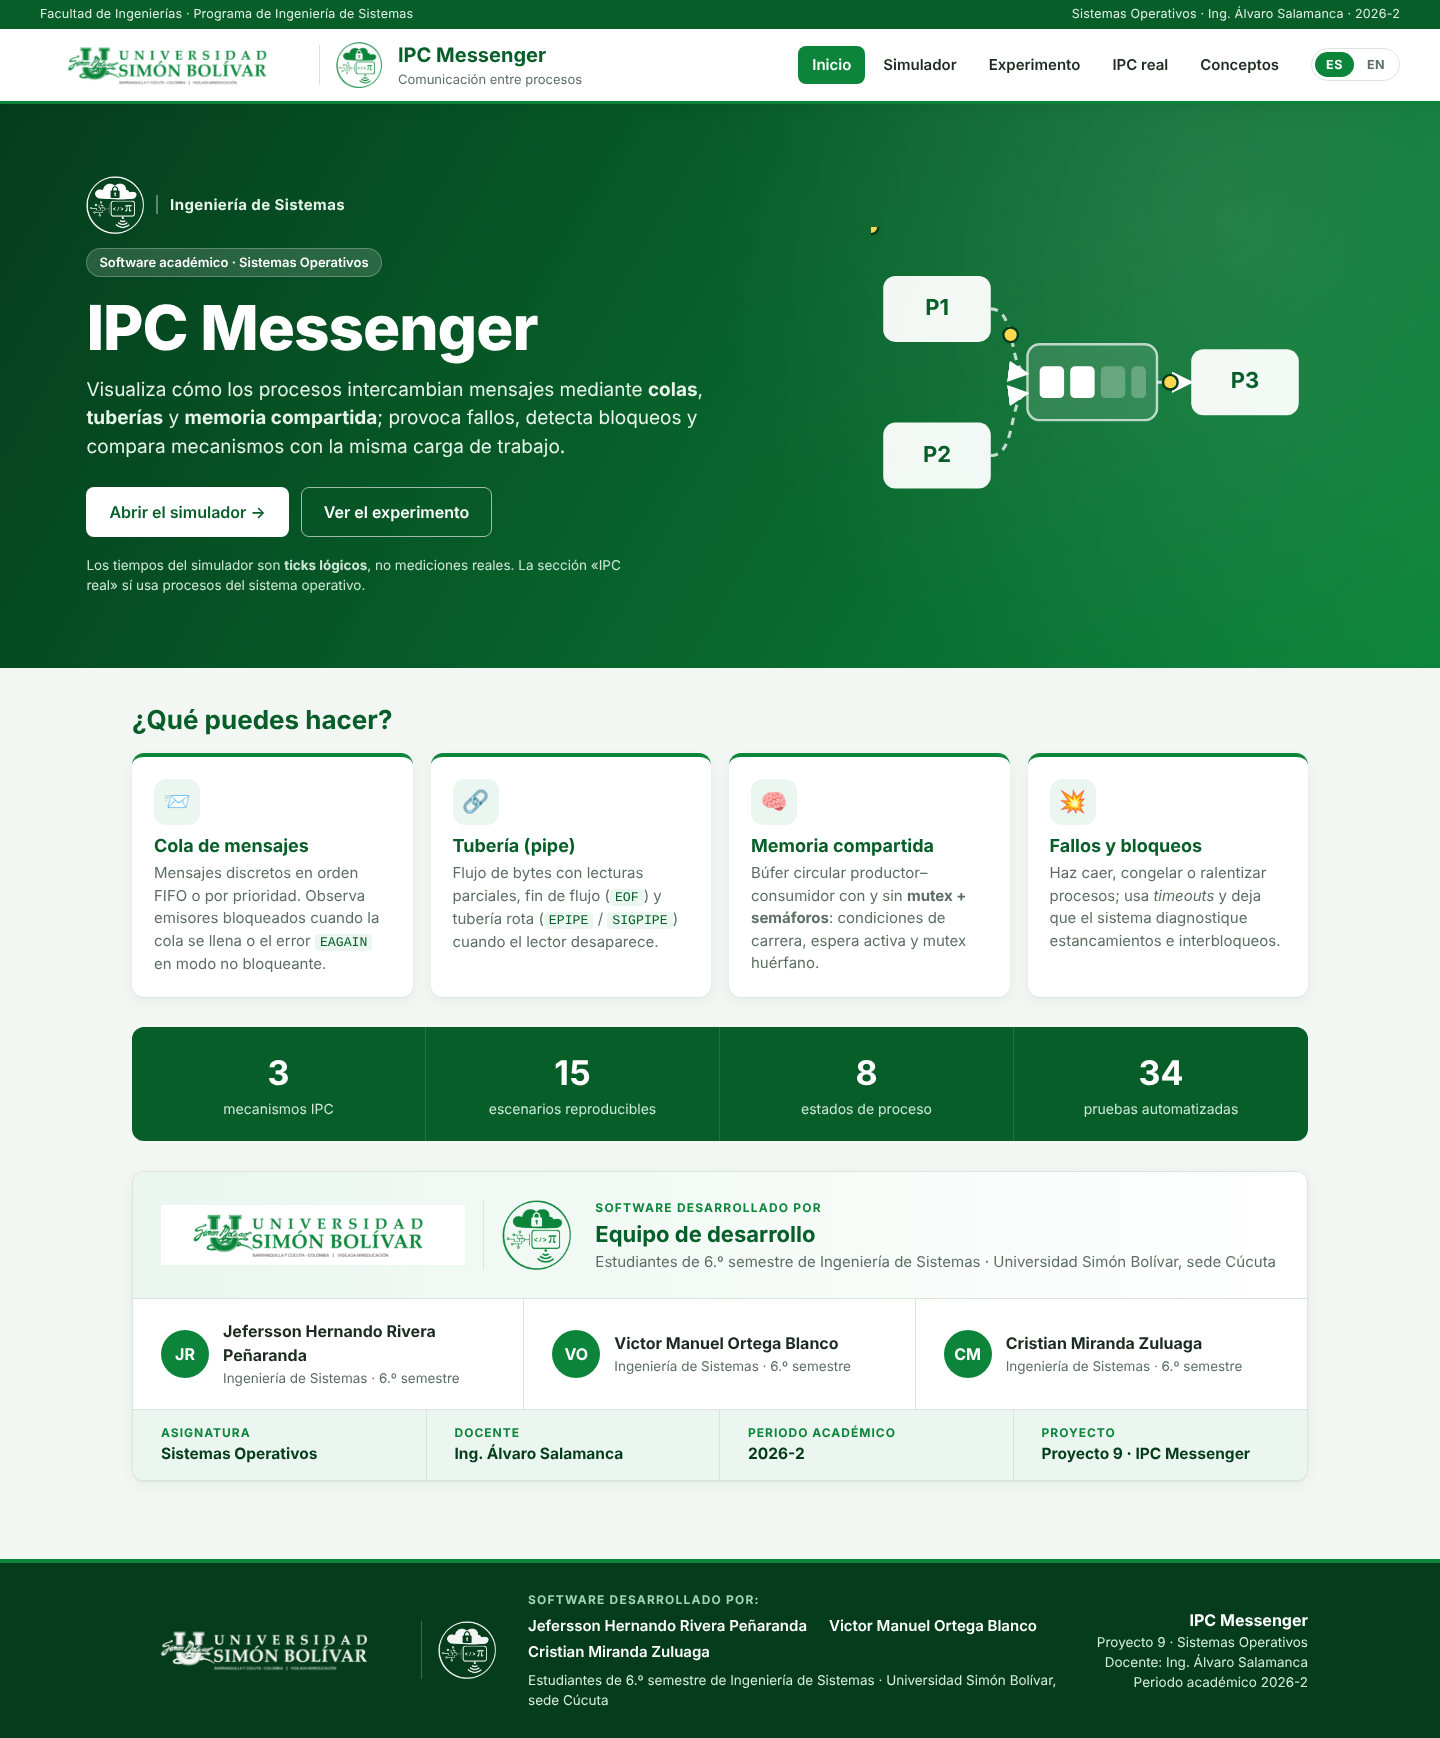 Facultad de Ingenierías · Programa de Ingeniería de Sistemas
Sistemas Operativos · Ing. Álvaro Salamanca · 2026-2
UNIVERSIDAD
SIMÓN BOLÍVAR
IPC Messenger
Comunicación entre procesos
Inicio
Simulador
Experimento
IPC real
Conceptos
ES
EN
Ingeniería de Sistemas
Software académico · Sistemas Operativos
IPC Messenger
Visualiza cómo los procesos intercambian mensajes mediante colas,
tuberías y memoria compartida; provoca fallos, detecta bloqueos y
compara mecanismos con la misma carga de trabajo.
Abrir el simulador →
Ver el experimento
Los tiempos del simulador son ticks lógicos, no mediciones reales. La sección «IPC
real» sí usa procesos del sistema operativo.
P1
P2
P3
¿Qué puedes hacer?
Cola de mensajes
Mensajes discretos en orden
FIFO o por prioridad. Observa
emisores bloqueados cuando la
cola se llena o el error EAGAIN
en modo no bloqueante.
Tubería (pipe)
Flujo de bytes con lecturas
parciales, fin de flujo (EOF) y
tubería rota (EPIPE / SIGPIPE)
cuando el lector desaparece.
Memoria compartida
Búfer circular productor–
consumidor con y sin mutex +
semáforos: condiciones de
carrera, espera activa y mutex
huérfano.
Fallos y bloqueos
Haz caer, congelar o ralentizar
procesos; usa timeouts y deja
que el sistema diagnostique
estancamientos e interbloqueos.
3
mecanismos IPC
15
escenarios reproducibles
8
estados de proceso
34
pruebas automatizadas
UNIVERSIDAD
SIMÓN BOLÍVAR
BARRANQUILLA Y CÚCUTA - COLOMBIA | VIGILADA MINEDUCACIÓN
SOFTWARE DESARROLLADO POR
Equipo de desarrollo
Estudiantes de 6.º semestre de Ingeniería de Sistemas · Universidad Simón Bolívar, sede Cúcuta
JR
Jefersson Hernando Rivera
Peñaranda
Ingeniería de Sistemas · 6.º semestre
VO
Victor Manuel Ortega Blanco
Ingeniería de Sistemas · 6.º semestre
CM
Cristian Miranda Zuluaga
Ingeniería de Sistemas · 6.º semestre
ASIGNATURA
Sistemas Operativos
DOCENTE
Ing. Álvaro Salamanca
PERIODO ACADÉMICO
2026-2
PROYECTO
Proyecto 9 · IPC Messenger
UNIVERSIDAD
SIMÓN BOLÍVAR
SOFTWARE DESARROLLADO POR:
Jefersson Hernando Rivera Peñaranda Victor Manuel Ortega Blanco
Cristian Miranda Zuluaga
Estudiantes de 6.º semestre de Ingeniería de Sistemas · Universidad Simón Bolívar,
sede Cúcuta
IPC Messenger
Proyecto 9 · Sistemas Operativos
Docente: Ing. Álvaro Salamanca
Periodo académico 2026-2